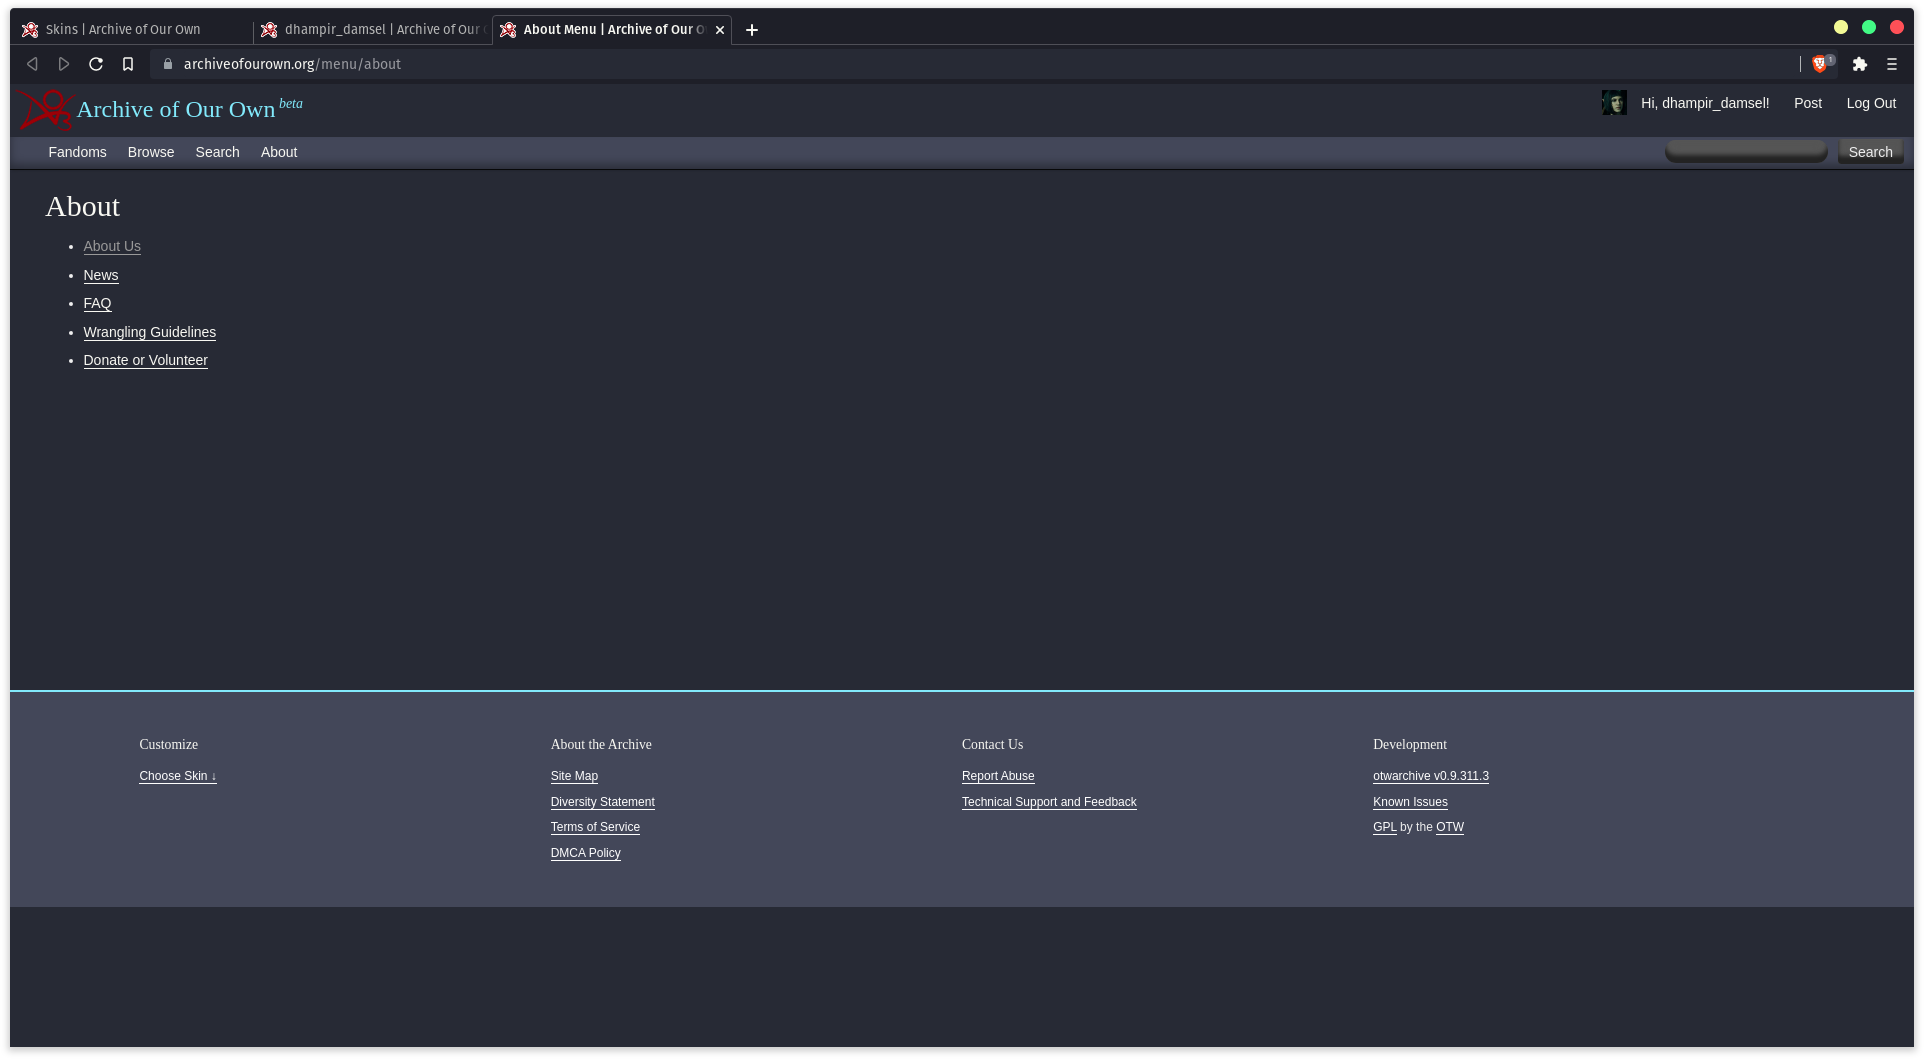 Skins | Archive of Our Own
dhampir_damsel | Archive of Our
About Menu | Archive of Our O
archiveofourown.org/menu/about
1
Archive of Our Own beta
Hi, dhampir_damsel! Post Log Out
Fandoms Browse Search About
Search
About
About Us
News
FAQ
Wrangling Guidelines
Donate or Volunteer
Customize
Choose Skin ↓
About the Archive
Site Map
Diversity Statement
Terms of Service
DMCA Policy
Contact Us
Report Abuse
Technical Support and Feedback
Development
otwarchive v0.9.311.3
Known Issues
GPL by the OTW